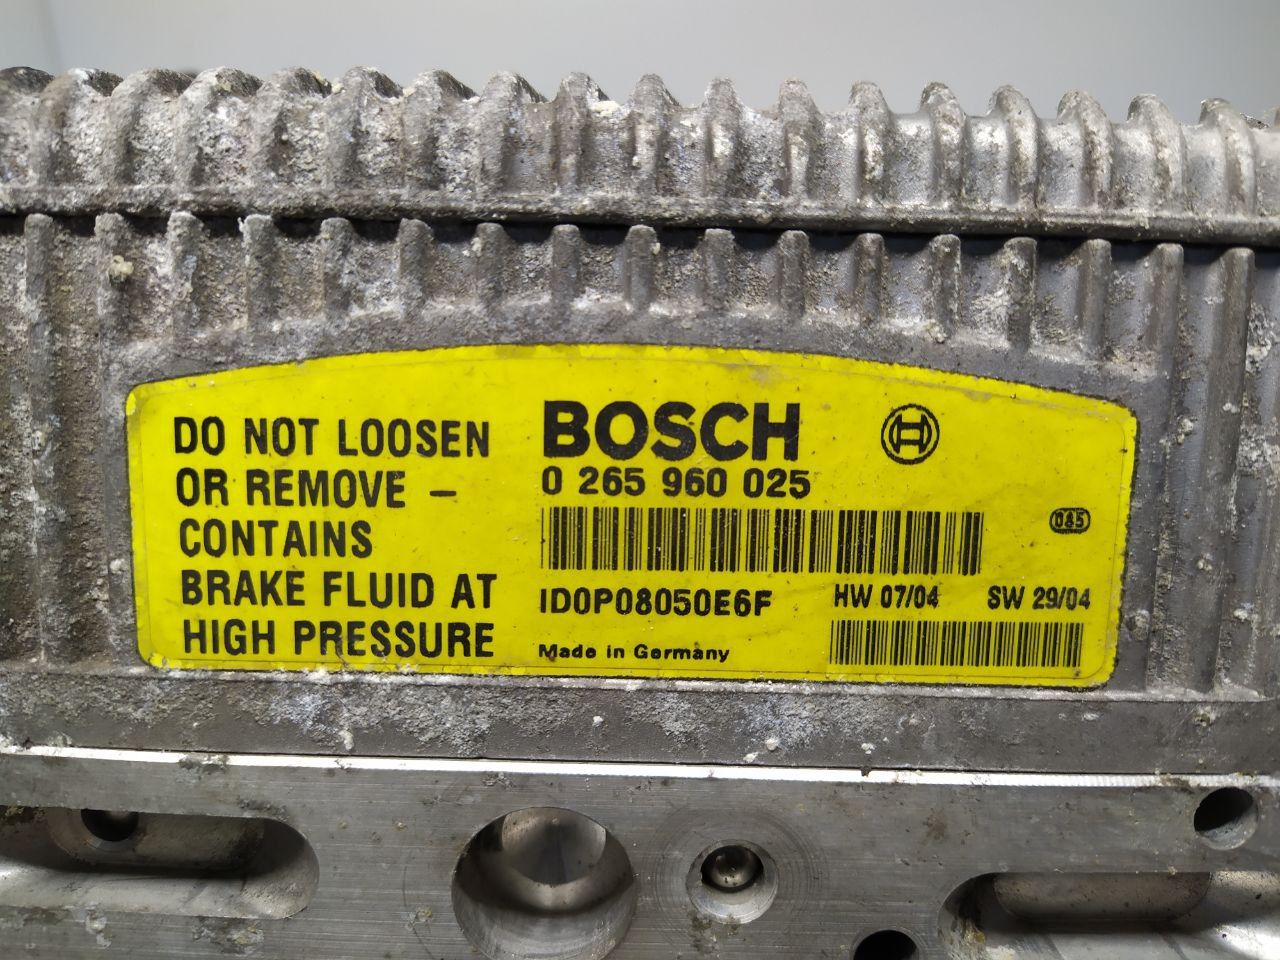 DO NOT LOOSEN
OR REMOVE –
CONTAINS
BRAKE FLUID AT
HIGH PRESSURE
BOSCH
0 265 960 025
ID0P08050E6F
HW 07/04 SW 29/04
Made in Germany